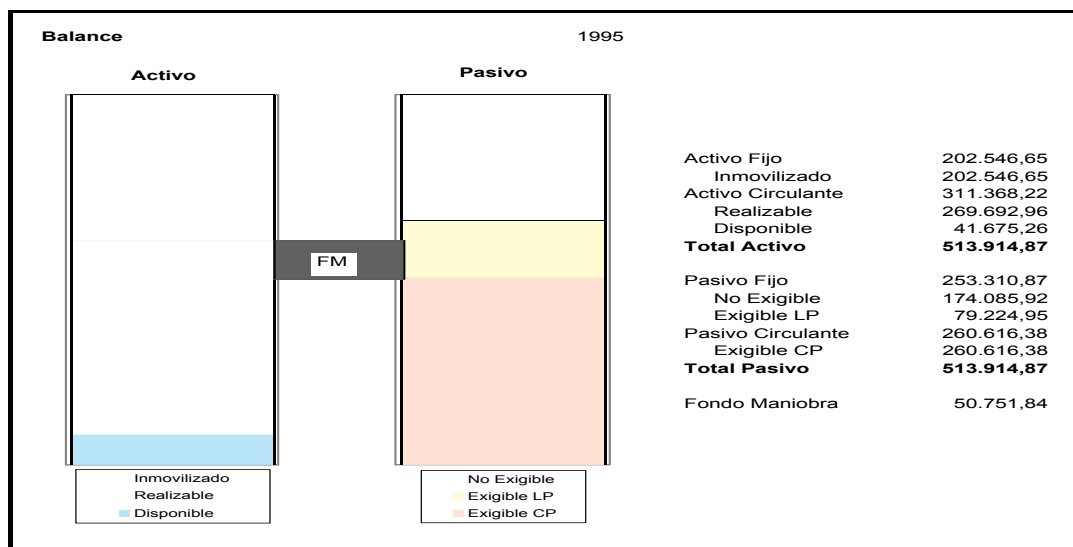 Balance 1995
Activo Pasivo
FM
Inmovilizado
Realizable
Disponible
No Exigible
Exigible LP
Exigible CP
Activo Fijo 202.546,65
Inmovilizado 202.546,65
Activo Circulante 311.368,22
Realizable 269.692,96
Disponible 41.675,26
Total Activo 513.914,87
Pasivo Fijo 253.310,87
No Exigible 174.085,92
Exigible LP 79.224,95
Pasivo Circulante 260.616,38
Exigible CP 260.616,38
Total Pasivo 513.914,87
Fondo Maniobra 50.751,84